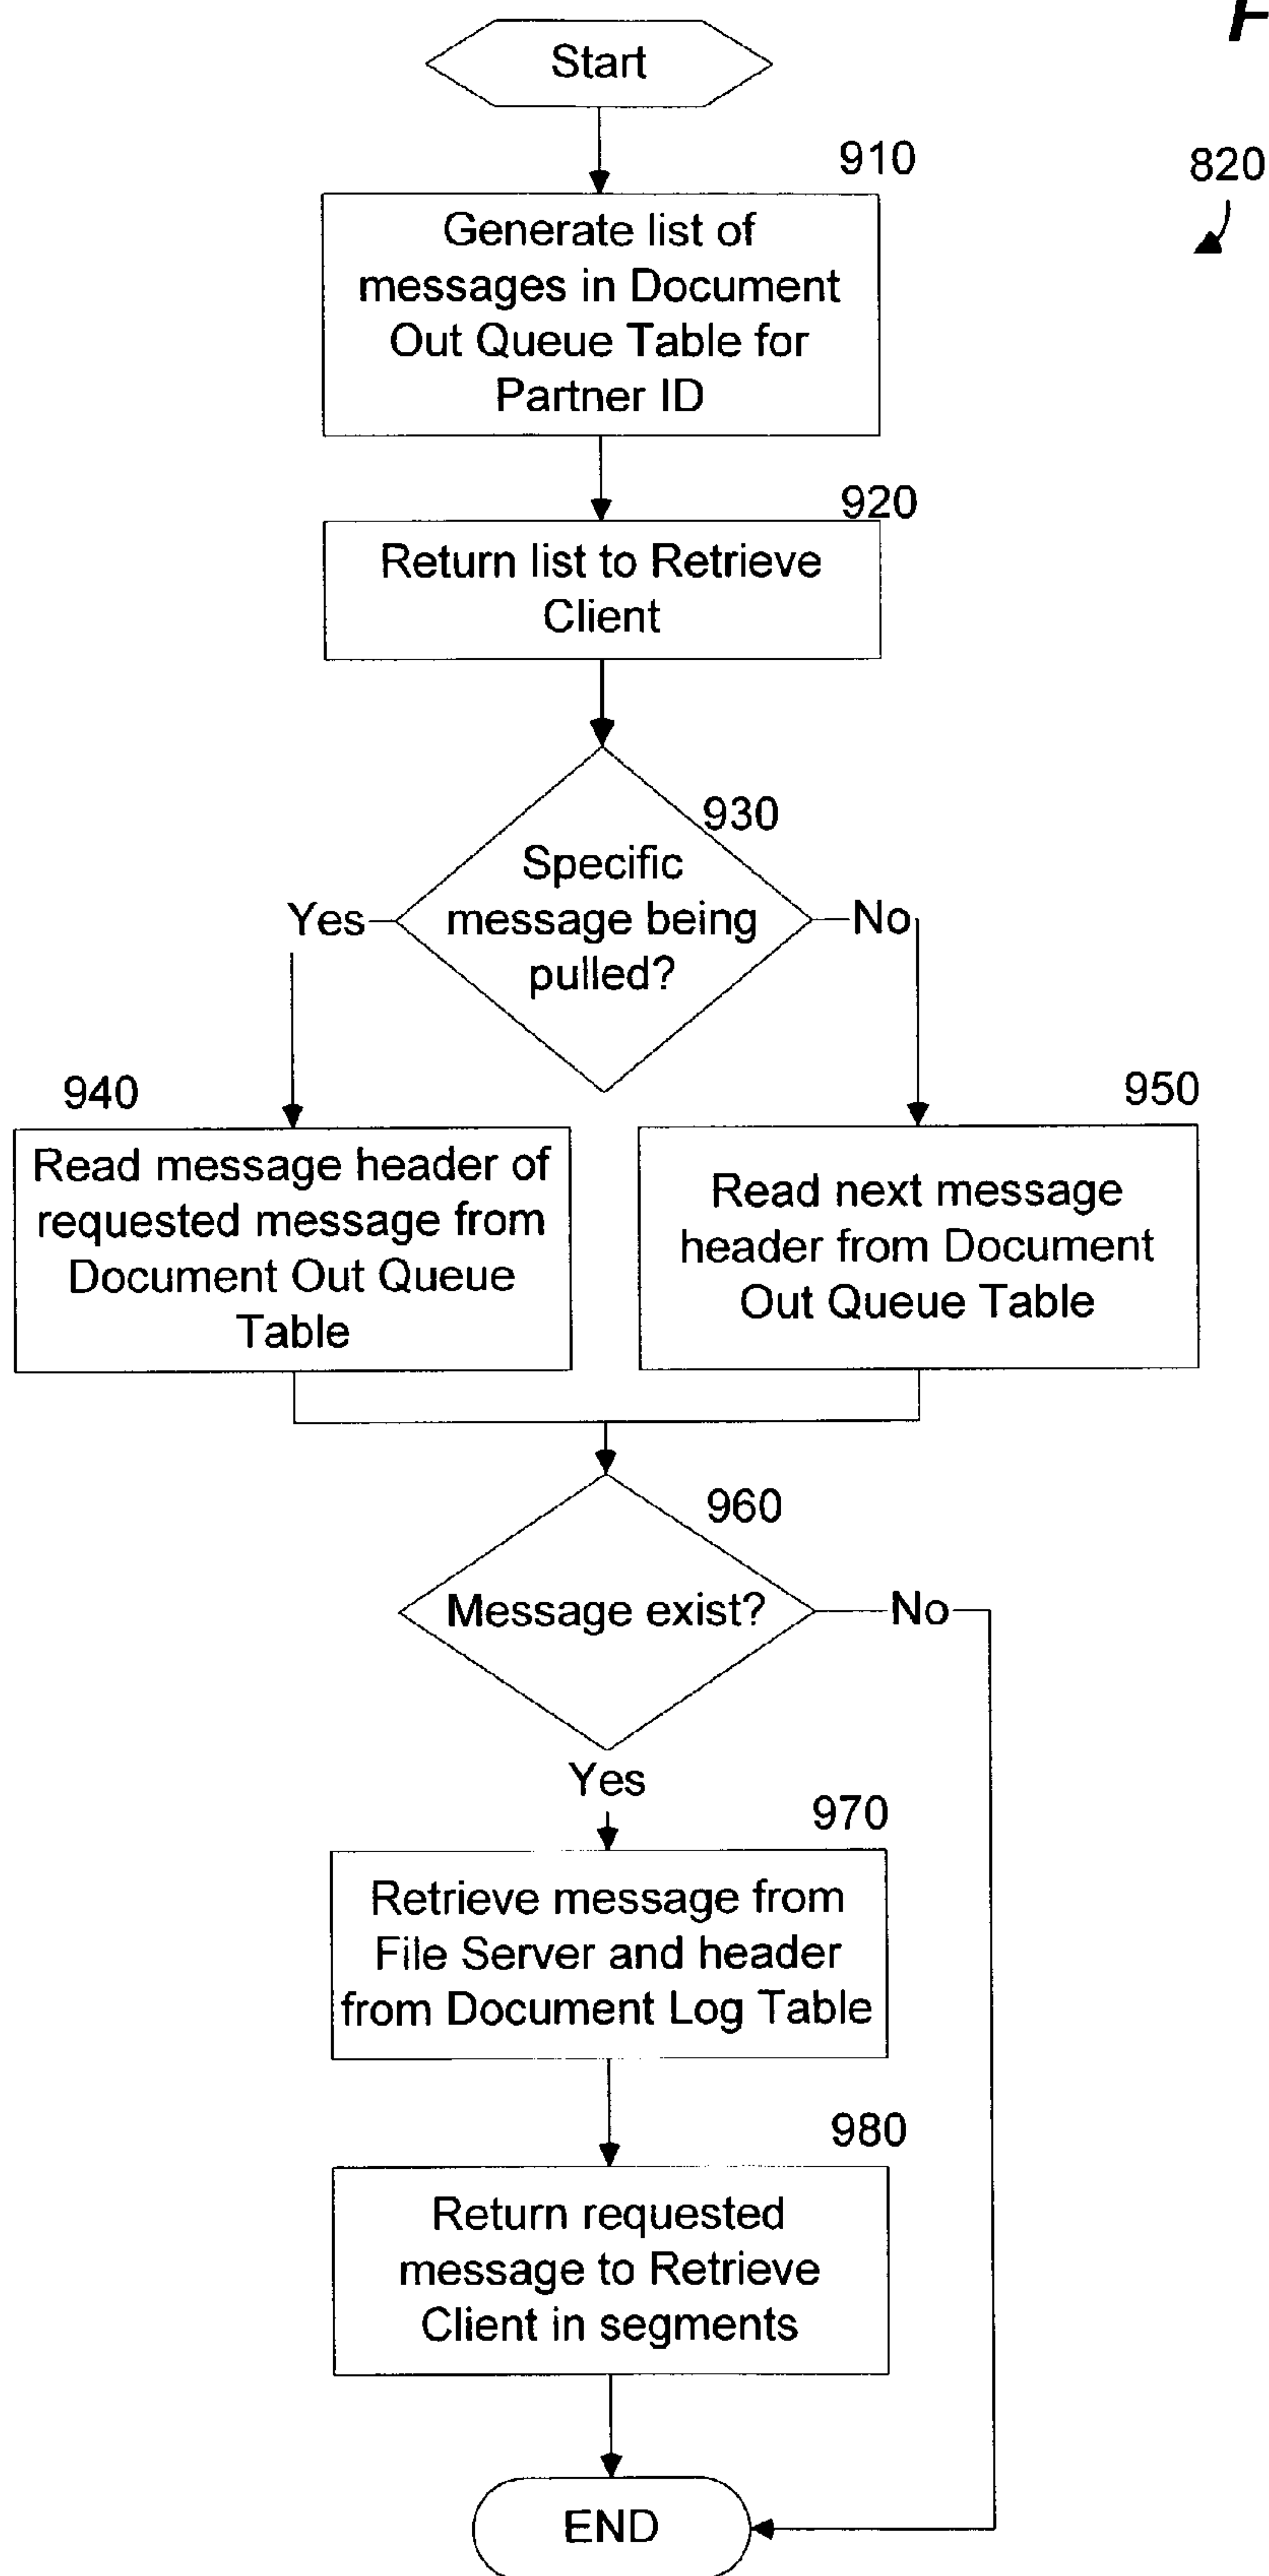 F
Start
910
820
Generate list of
messages in Document
Out Queue Table for
Partner ID
920
Return list to Retrieve
Client
930
Specific
message being
pulled?
Yes
No
940
950
Read message header of
requested message from
Document Out Queue
Table
Read next message
header from Document
Out Queue Table
960
Message exist?
No
Yes
970
Retrieve message from
File Server and header
from Document Log Table
980
Return requested
message to Retrieve
Client in segments
END